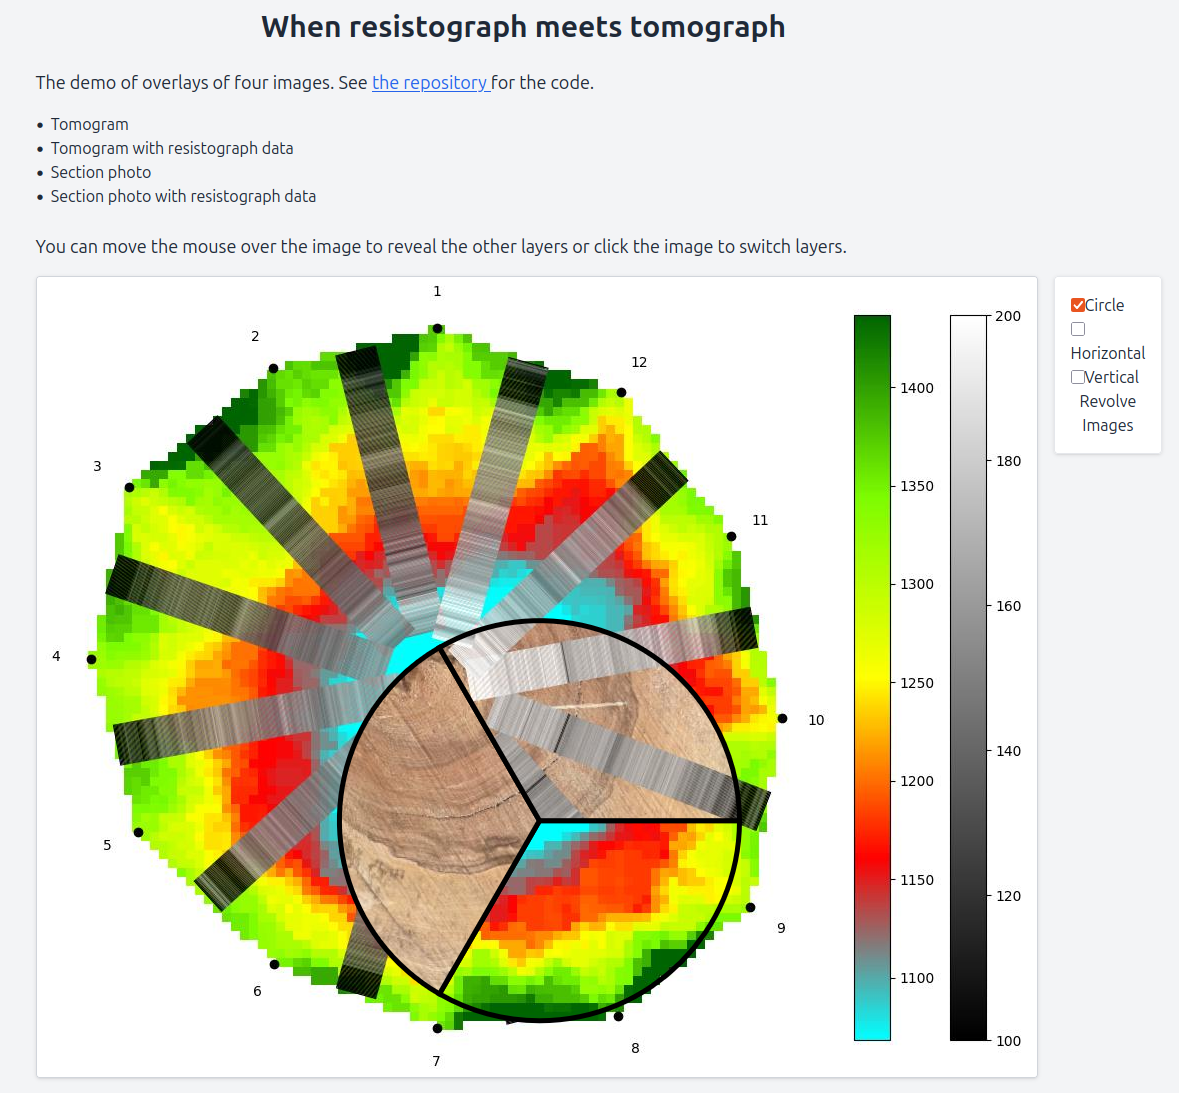 When resistograph meets tomograph
The demo of overlays of four images. See the repository for the code.
• Tomogram
• Tomogram with resistograph data
• Section photo
• Section photo with resistograph data
You can move the mouse over the image to reveal the other layers or click the image to switch layers.
1
2
3
4
5
6
7
8
9
10
11
12
1400
1350
1300
1250
1200
1150
1100
200
180
160
140
120
100
Circle
Horizontal
Vertical
Revolve
Images